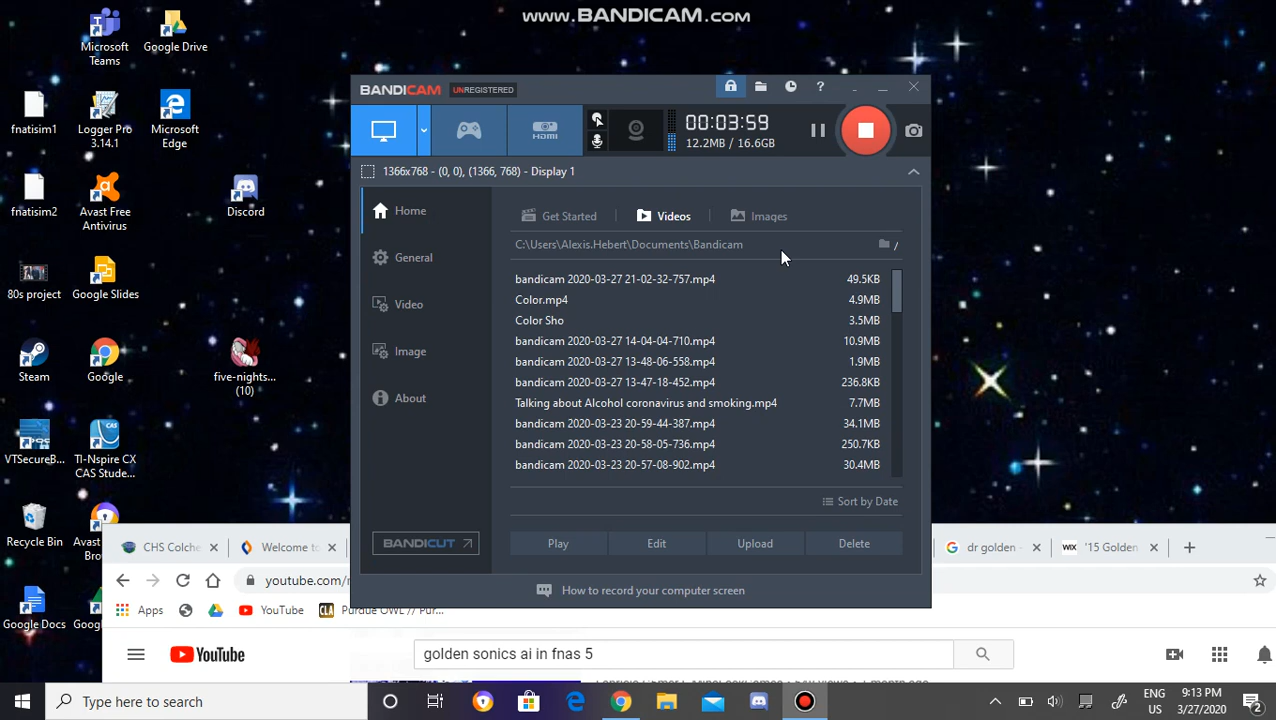 www.BANDICAM.com
Microsoft Teams
Google Drive
fnatisim1
Logger Pro 3.14.1
Microsoft Edge
fnatisim2
Avast Free Antivirus
Discord
80s project
Google Slides
Steam
Google
five-nights... (10)
VTSecureB...
TI-Nspire CX CAS Stude...
Recycle Bin
Google Docs
BANDICAM UNREGISTERED
?
HDMI
00:03:59
12.2MB / 16.6GB
1366x768 - (0, 0), (1366, 768) - Display 1
Home
General
Video
Image
About
BANDICUT
Get Started
Videos
Images
C:\Users\Alexis.Hebert\Documents\Bandicam
/
bandicam 2020-03-27 21-02-32-757.mp4 49.5KB
Color.mp4 4.9MB
Color Sho 3.5MB
bandicam 2020-03-27 14-04-04-710.mp4 10.9MB
bandicam 2020-03-27 13-48-06-558.mp4 1.9MB
bandicam 2020-03-27 13-47-18-452.mp4 236.8KB
Talking about Alcohol coronavirus and smoking.mp4 7.7MB
bandicam 2020-03-23 20-59-44-387.mp4 34.1MB
bandicam 2020-03-23 20-58-05-736.mp4 250.7KB
bandicam 2020-03-23 20-57-08-902.mp4 30.4MB
Sort by Date
Play Edit Upload Delete
How to record your computer screen
CHS Colche
Welcome to
dr golden -
WIX '15 Golden
youtube.com/
Apps
YouTube
CLA Purdue OWL // Pur...
YouTube
golden sonics ai in fnas 5
Type here to search
ENG
US
9:13 PM
3/27/2020
2